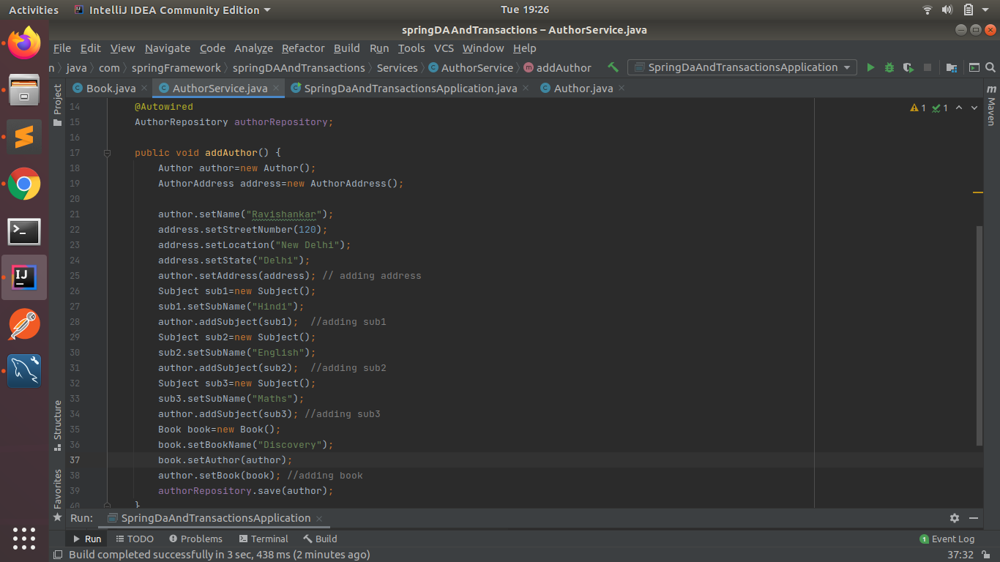 Activities IntelliJ IDEA Community Edition Tue 19:26
springDAAndTransactions – AuthorService.java
File Edit View Navigate Code Analyze Refactor Build Run Tools VCS Window Help
n java com springFramework springDAAndTransactions Services AuthorService addAuthor SpringDaAndTransactionsApplication
Book.java AuthorService.java SpringDaAndTransactionsApplication.java Author.java
Project
Maven
1 1
14 @Autowired
15 AuthorRepository authorRepository;
16
17 public void addAuthor() {
18 Author author=new Author();
19 AuthorAddress address=new AuthorAddress();
20
21 author.setName("Ravishankar");
22 address.setStreetNumber(120);
23 address.setLocation("New Delhi");
24 address.setState("Delhi");
25 author.setAddress(address); // adding address
26 Subject sub1=new Subject();
27 sub1.setSubName("Hindi");
28 author.addSubject(sub1); //adding sub1
29 Subject sub2=new Subject();
30 sub2.setSubName("English");
31 author.addSubject(sub2); //adding sub2
32 Subject sub3=new Subject();
33 sub3.setSubName("Maths");
34 author.addSubject(sub3); //adding sub3
35 Book book=new Book();
36 book.setBookName("Discovery");
37 book.setAuthor(author);
38 author.setBook(book); //adding book
39 authorRepository.save(author);
40 }
Structure
Favorites
Run: SpringDaAndTransactionsApplication
Run TODO Problems Terminal Build 1 Event Log
Build completed successfully in 3 sec, 438 ms (2 minutes ago) 37:32